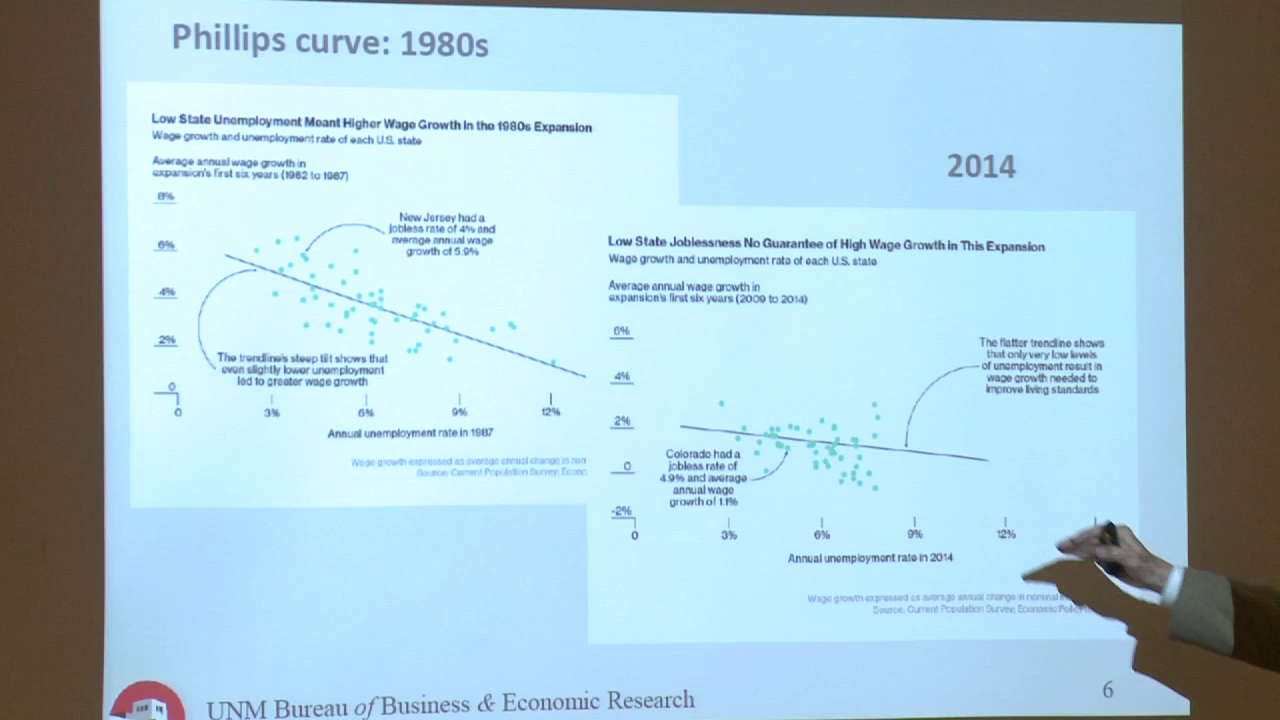 Phillips curve: 1980s
Low State Unemployment Meant Higher Wage Growth in the 1980s Expansion
Wage growth and unemployment rate of each U.S. state
Average annual wage growth in
expansion's first six years (1982 to 1987)
8%
6%
4%
2%
0
New Jersey had a
jobless rate of 4% and
average annual wage
growth of 5.9%
The trendline's steep tilt shows that
even slightly lower unemployment
led to greater wage growth
0
3%
6%
9%
12%
Annual unemployment rate in 1987
Wage growth expressed as average annual change in nom
Source: Current Population Survey, Econo
2014
Low State Joblessness No Guarantee of High Wage Growth in This Expansion
Wage growth and unemployment rate of each U.S. state
Average annual wage growth in
expansion's first six years (2009 to 2014)
6%
4%
2%
0
-2%
The flatter trendline shows
that only very low levels
of unemployment result in
wage growth needed to
improve living standards
Colorado had a
jobless rate of
4.9% and average
annual wage
growth of 1.1%
0
3%
6%
9%
12%
Annual unemployment rate in 2014
Wage growth expressed as average annual change in nominal
Source: Current Population Survey, Economic Policy
UNM Bureau of Business & Economic Research
6